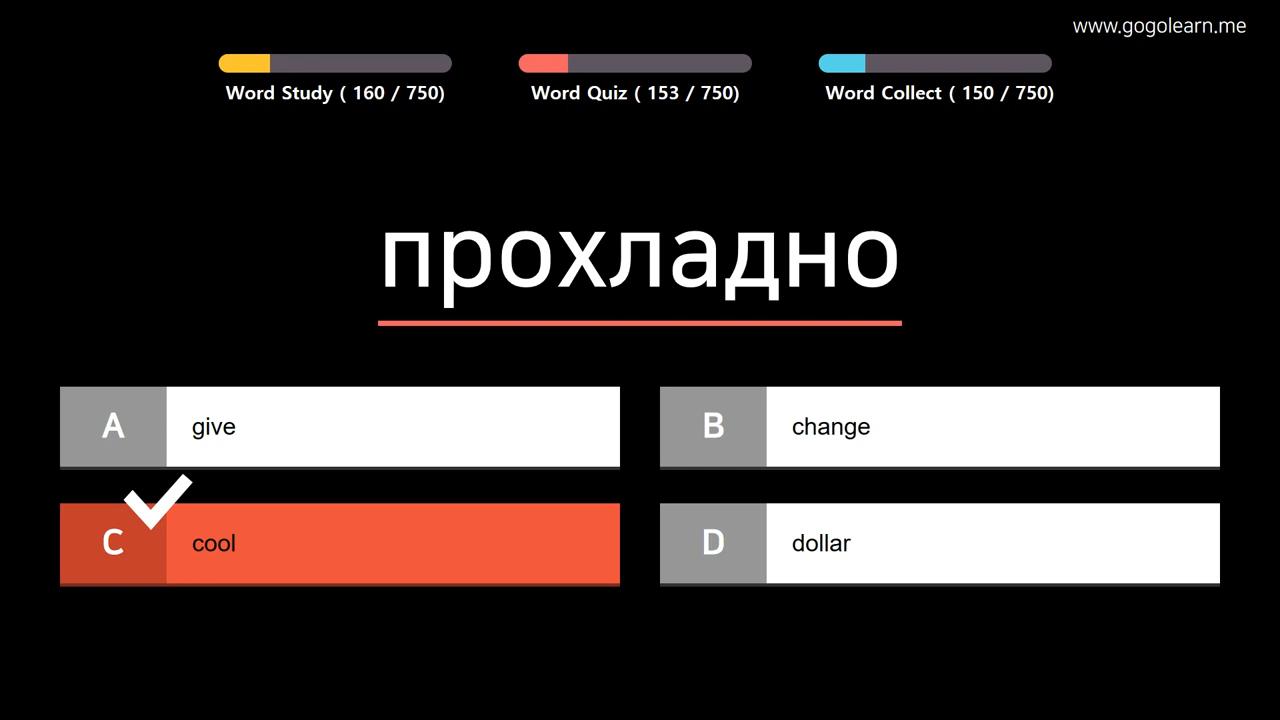 www.gogolearn.me
Word Study ( 160 / 750)
Word Quiz ( 153 / 750)
Word Collect ( 150 / 750)
прохладно
A give
B change
C cool
D dollar